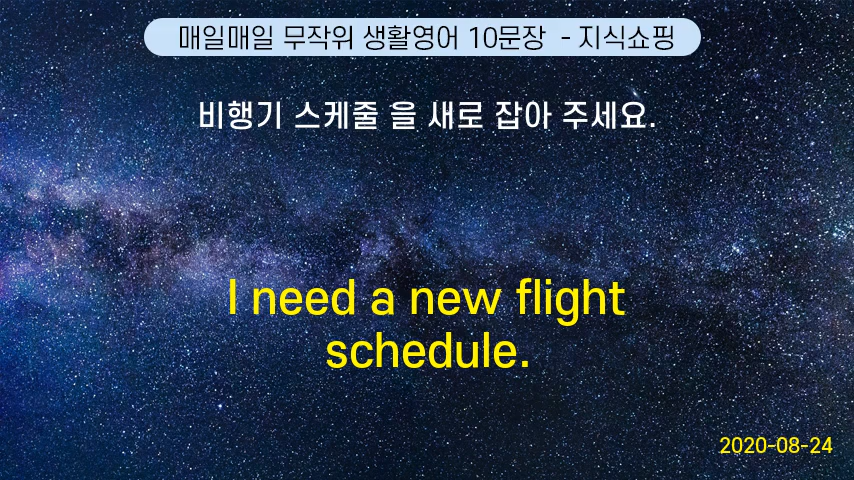 매일매일 무작위 생활영어 10문장 - 지식쇼핑
비행기 스케줄 을 새로 잡아 주세요.
I need a new flight
schedule.
2020-08-24